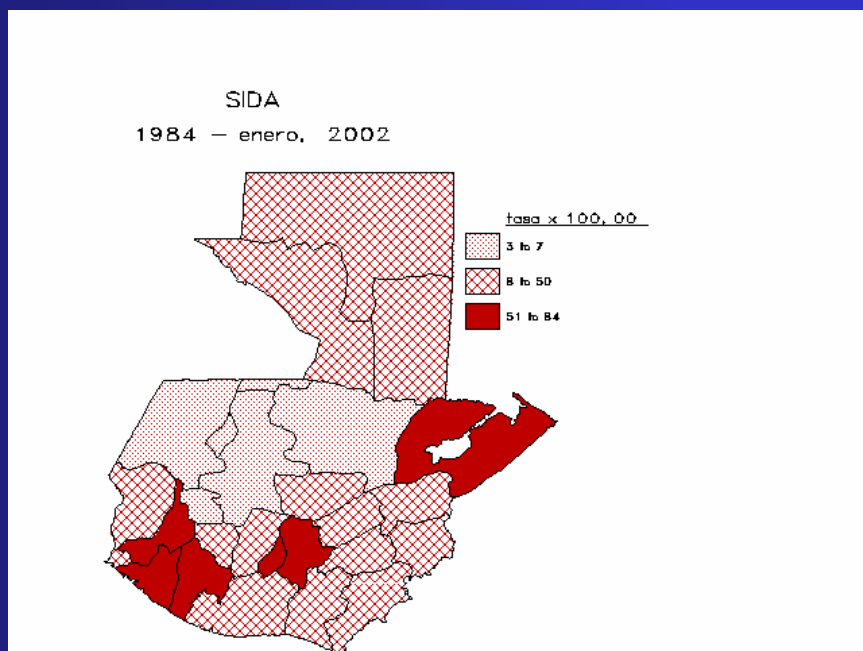 SIDA
1984 – enero, 2002
tasa x 100, 00
3 to 7
8 to 50
51 to 84